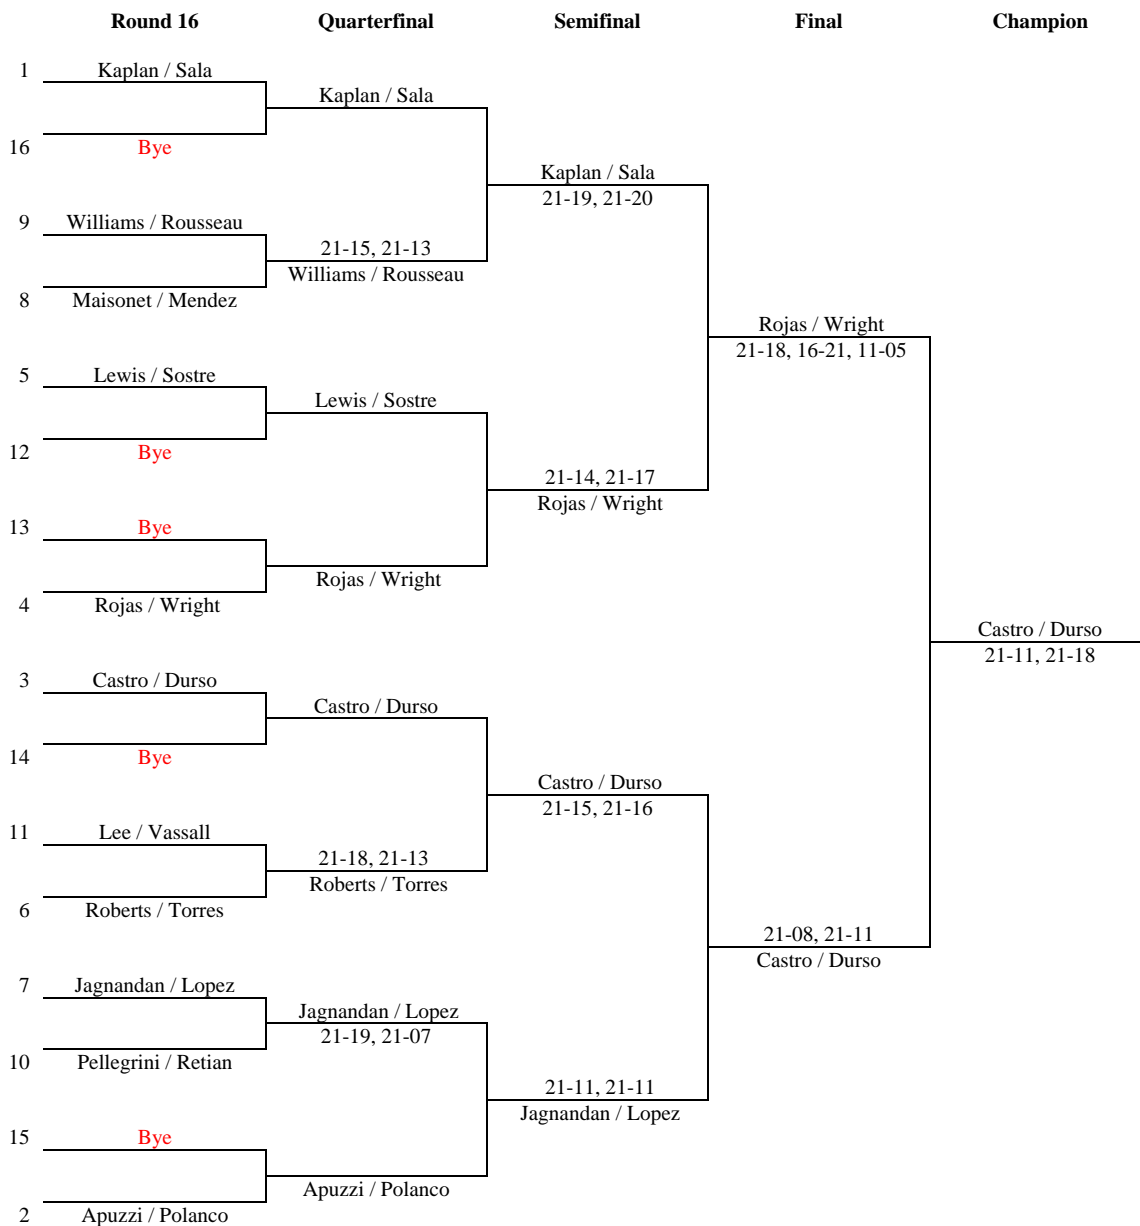 Round 16 Quarterfinal Semifinal Final Champion
1 Kaplan / Sala
Kaplan / Sala
16 Bye
Kaplan / Sala
21-19, 21-20
9 Williams / Rousseau
21-15, 21-13
Williams / Rousseau
8 Maisonet / Mendez
Rojas / Wright
21-18, 16-21, 11-05
5 Lewis / Sostre
Lewis / Sostre
12 Bye
21-14, 21-17
Rojas / Wright
13 Bye
Rojas / Wright
4 Rojas / Wright
Castro / Durso
21-11, 21-18
3 Castro / Durso
Castro / Durso
14 Bye
Castro / Durso
21-15, 21-16
11 Lee / Vassall
21-18, 21-13
Roberts / Torres
6 Roberts / Torres
21-08, 21-11
Castro / Durso
7 Jagnandan / Lopez
Jagnandan / Lopez
21-19, 21-07
10 Pellegrini / Retian
21-11, 21-11
Jagnandan / Lopez
15 Bye
Apuzzi / Polanco
2 Apuzzi / Polanco